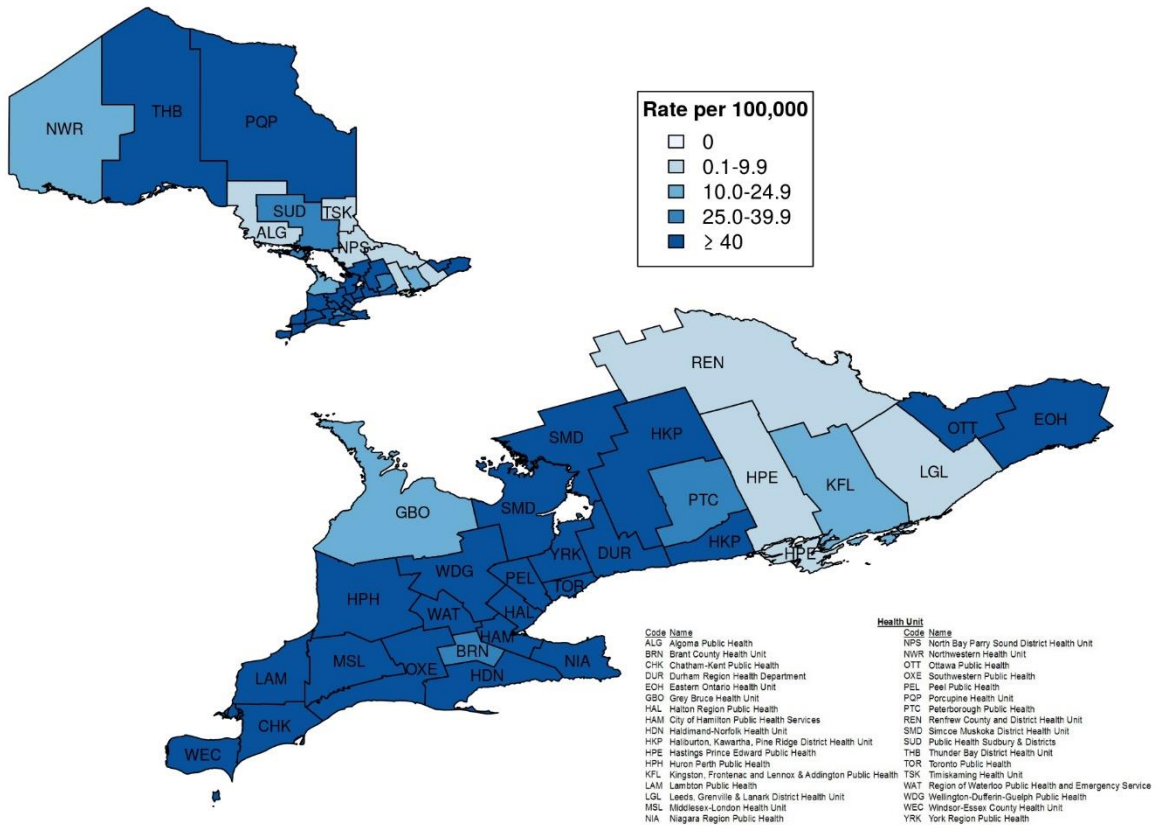 NWR
THB
PQP
SUD
TSK
ALG
NPS
Rate per 100,000
0
0.1-9.9
10.0-24.9
25.0-39.9
≥ 40
REN
SMD
HKP
OTT
EOH
HPE
LGL
PTC
KFL
GBO
SMD
YRK
DUR
HKP
HPE
WDG
PEL
TOR
HPH
WAT
HAL
HAM
BRN
MSL
OXE
NIA
HDN
LAM
CHK
WEC
Health Unit
Code Name
ALG Algoma Public Health
BRN Brant County Health Unit
CHK Chatham-Kent Public Health
DUR Durham Region Health Department
EOH Eastern Ontario Health Unit
GBO Grey Bruce Health Unit
HAL Halton Region Public Health
HAM City of Hamilton Public Health Services
HDN Haldimand-Norfolk Health Unit
HKP Haliburton, Kawartha, Pine Ridge District Health Unit
HPE Hastings Prince Edward Public Health
HPH Huron Perth Public Health
KFL Kingston, Frontenac and Lennox & Addington Public Health
LAM Lambton Public Health
LGL Leeds, Grenville & Lanark District Health Unit
MSL Middlesex-London Health Unit
NIA Niagara Region Public Health
Code Name
NPS North Bay Parry Sound District Health Unit
NWR Northwestern Health Unit
OTT Ottawa Public Health
OXE Southwestern Public Health
PEL Peel Public Health
PQP Porcupine Health Unit
PTC Peterborough Public Health
REN Renfrew County and District Health Unit
SMD Simcoe Muskoka District Health Unit
SUD Public Health Sudbury & Districts
THB Thunder Bay District Health Unit
TOR Toronto Public Health
TSK Timiskaming Health Unit
WAT Region of Waterloo Public Health and Emergency Service
WDG Wellington-Dufferin-Guelph Public Health
WEC Windsor-Essex County Health Unit
YRK York Region Public Health